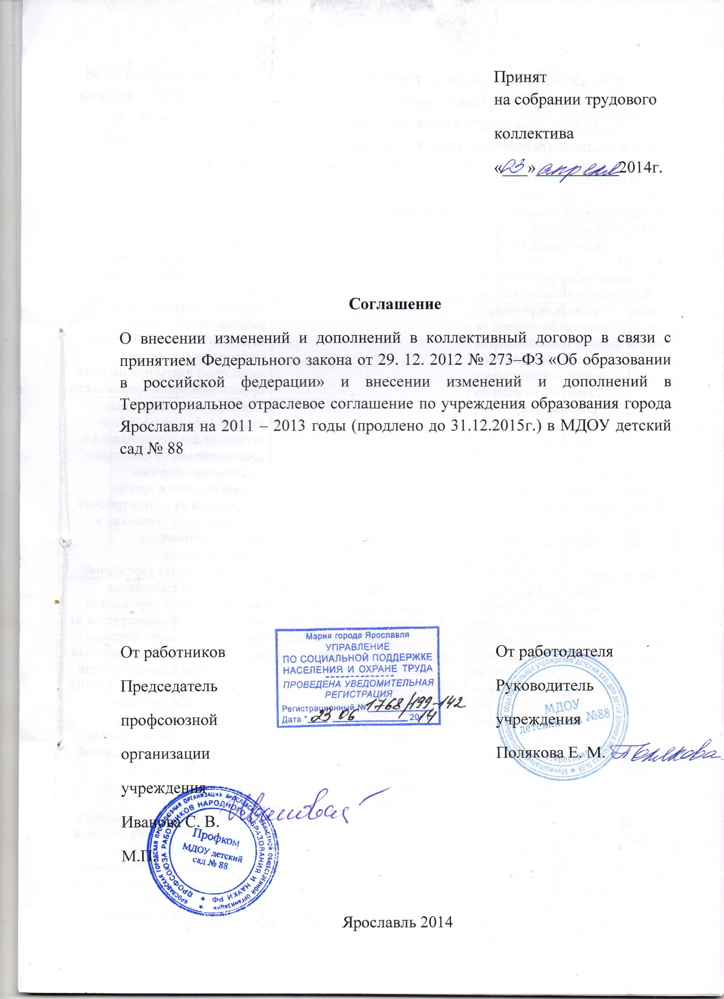 Принят
на собрании трудового
коллектива
«03» апреля 2014г.
Соглашение
О внесении изменений и дополнений в коллективный договор в связи с
принятием Федерального закона от 29. 12. 2012 № 273–ФЗ «Об образовании
в российской федерации» и внесении изменений и дополнений в
Территориальное отраслевое соглашение по учреждения образования города
Ярославля на 2011 – 2013 годы (продлено до 31.12.2015г.) в МДОУ детский
сад № 88
От работников
Председатель
профсоюзной
организации
учреждения
Иванова С. В.
М.П.
Ивановая
Профком
МДОУ детский
сад № 88
ЯРОСЛАВСКАЯ ГОРОДСКАЯ ПРОФСОЮЗНАЯ ОРГАНИЗАЦИЯ ЯРОСЛАВСКОЙ ОБЛАСТНОЙ ОБЩЕСТВЕННОЙ ОРГАНИЗАЦИИ
ПРОФСОЮЗА РАБОТНИКОВ НАРОДНОГО ОБРАЗОВАНИЯ И НАУКИ РФ
Мэрия города Ярославля
УПРАВЛЕНИЕ
ПО СОЦИАЛЬНОЙ ПОДДЕРЖКЕ
НАСЕЛЕНИЯ И ОХРАНЕ ТРУДА
ПРОВЕДЕНА УВЕДОМИТЕЛЬНАЯ
РЕГИСТРАЦИЯ
Регистрационный № 1768/199-142
Дата " 23 06 2014
От работодателя
Руководитель
учреждения
Полякова Е. М. Полякова
МДОУ
детский сад №88
г.Ярославль
Муниципальное дошкольное образовательное учреждение детский сад для детей раннего возраста № 88
Ярославль 2014